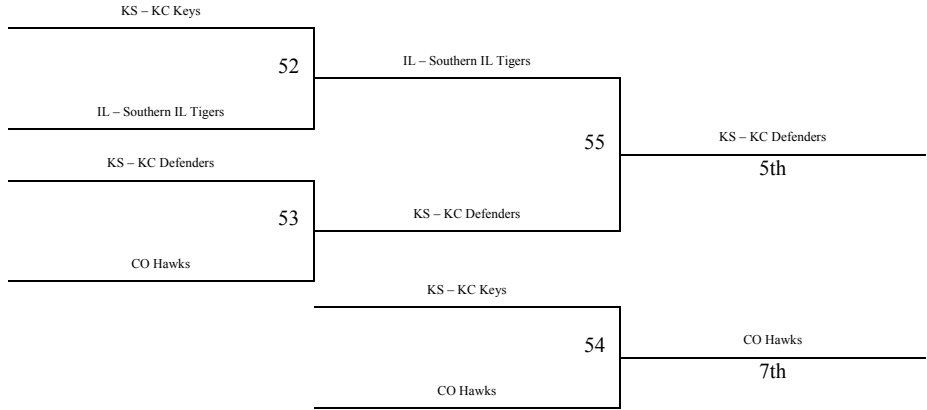 KS – KC Keys
52
IL – Southern IL Tigers
IL – Southern IL Tigers
KS – KC Defenders
55
KS – KC Defenders
5th
53
KS – KC Defenders
CO Hawks
KS – KC Keys
54
CO Hawks
7th
CO Hawks